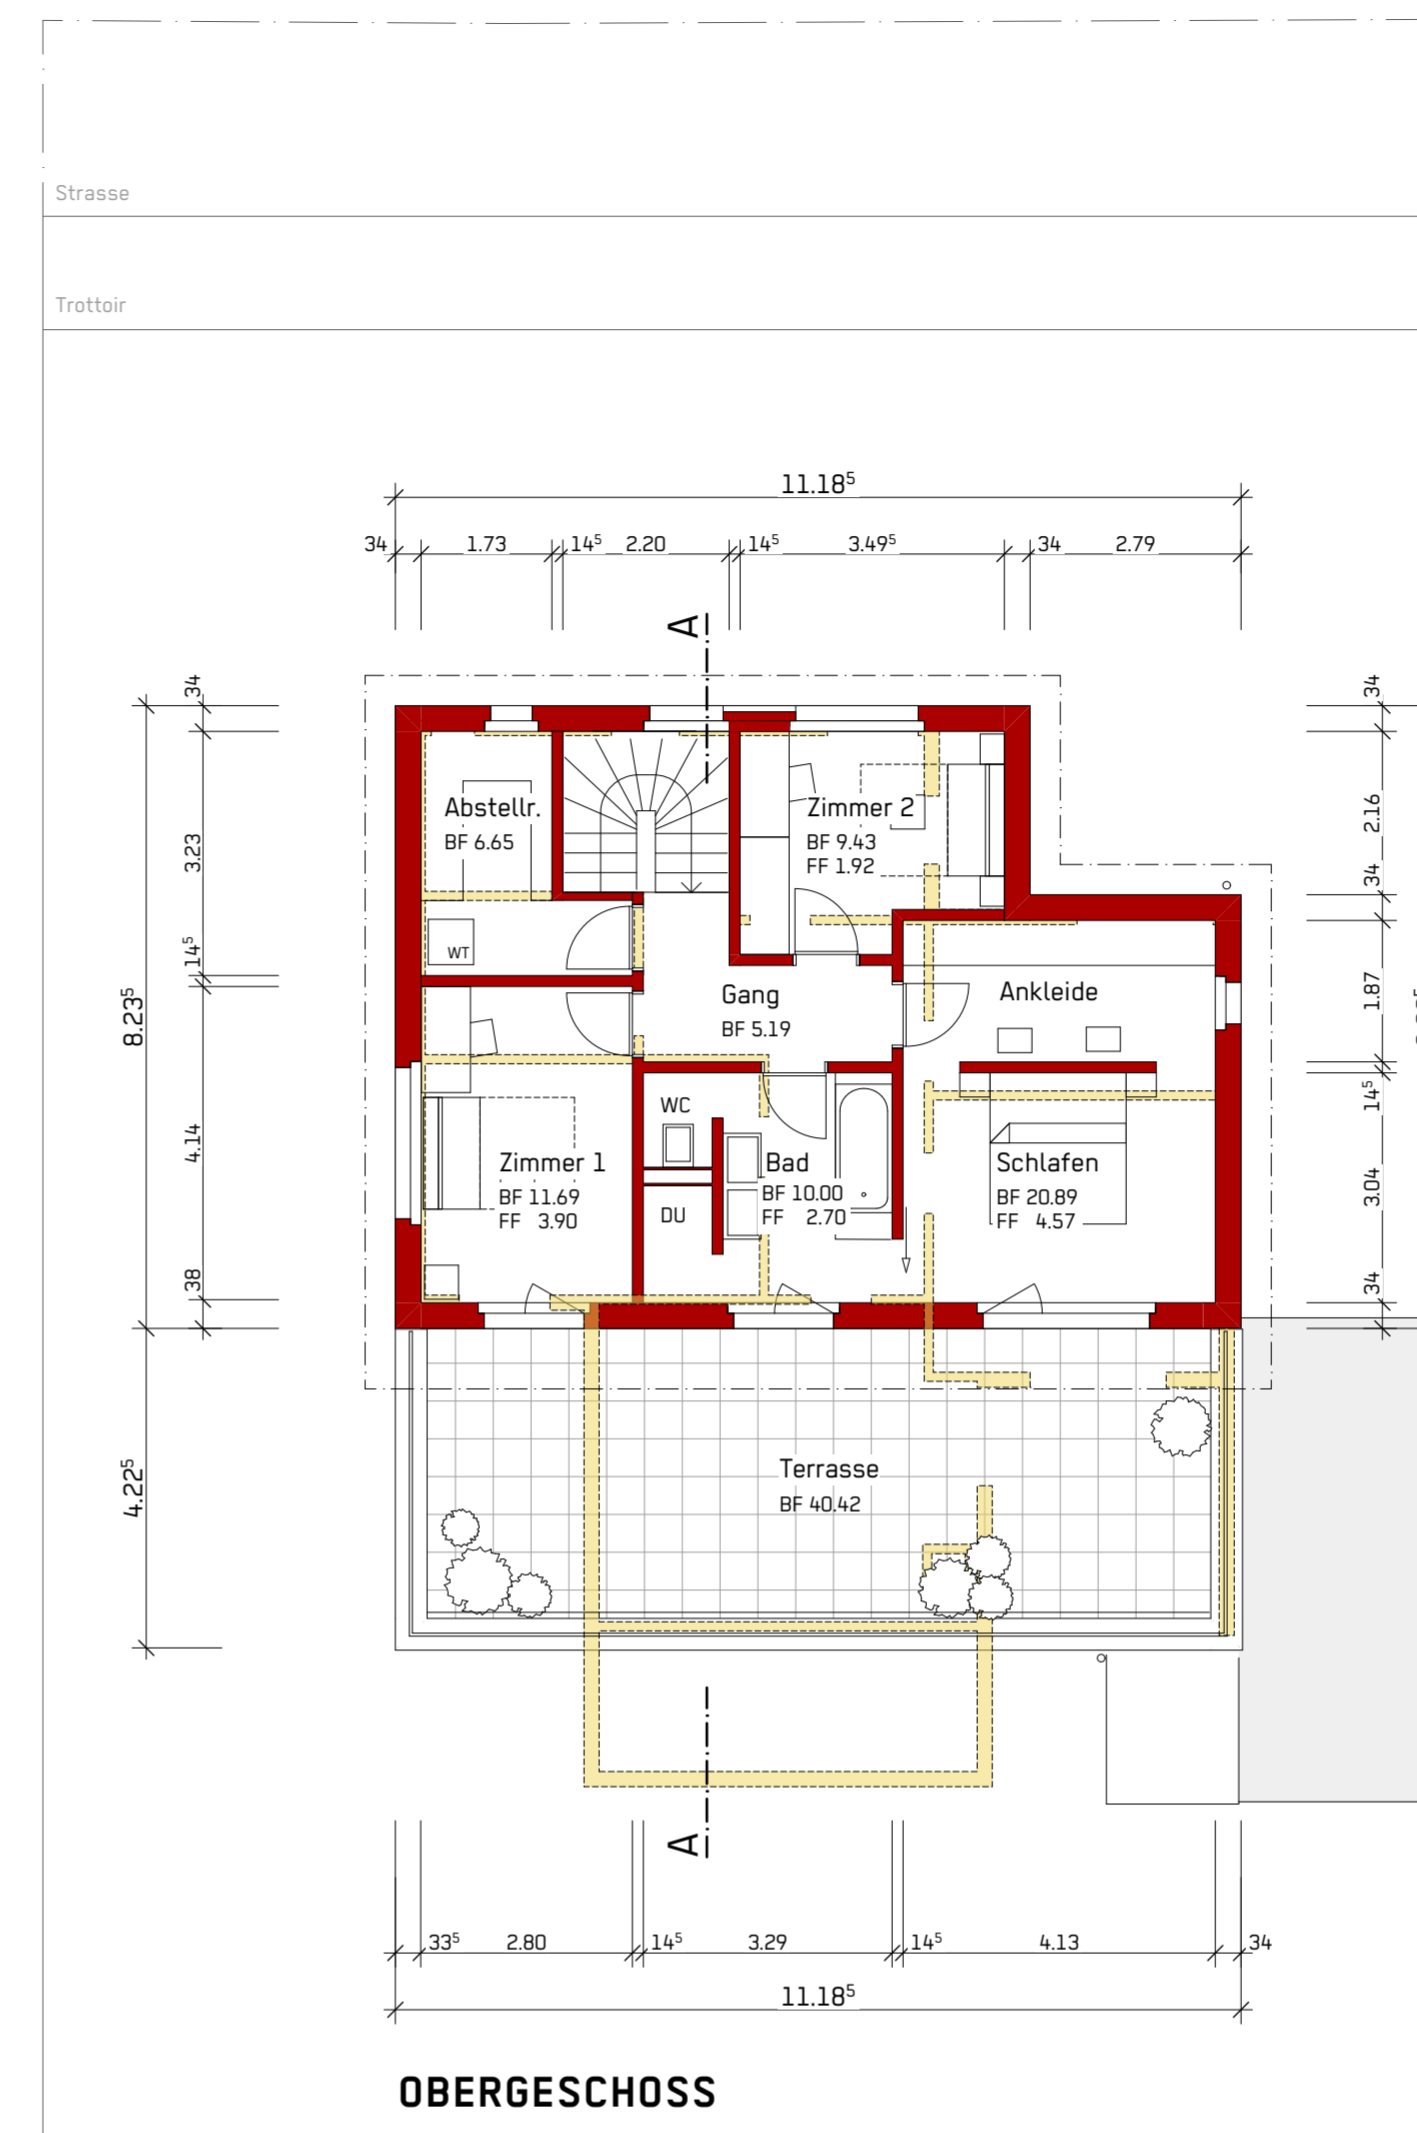 Strasse
Trottoir
11.18⁵
34 1.73 14⁵ 2.20 14⁵ 3.49⁵ 34 2.79
A
34
3.23
14⁵
4.14
38
8.23⁵
4.22⁵
34
2.16
34
1.87
14⁵
3.04
34
Abstellr.
BF 6.65
WT
Zimmer 2
BF 9.43
FF 1.92
Gang
BF 5.19
Ankleide
WC
DU
Zimmer 1
BF 11.69
FF 3.90
Bad
BF 10.00
FF 2.70
Schlafen
BF 20.89
FF 4.57
Terrasse
BF 40.42
A
33⁵ 2.80 14⁵ 3.29 14⁵ 4.13 34
11.18⁵
OBERGESCHOSS